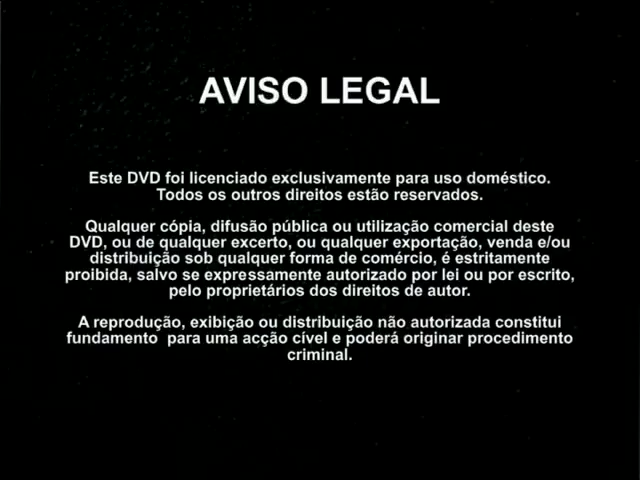 AVISO LEGAL
Este DVD foi licenciado exclusivamente para uso doméstico.
Todos os outros direitos estão reservados.
Qualquer cópia, difusão pública ou utilização comercial deste
DVD, ou de qualquer excerto, ou qualquer exportação, venda e/ou
distribuição sob qualquer forma de comércio, é estritamente
proibida, salvo se expressamente autorizado por lei ou por escrito,
pelo proprietários dos direitos de autor.
A reprodução, exibição ou distribuição não autorizada constitui
fundamento  para uma acção cível e poderá originar procedimento
criminal.